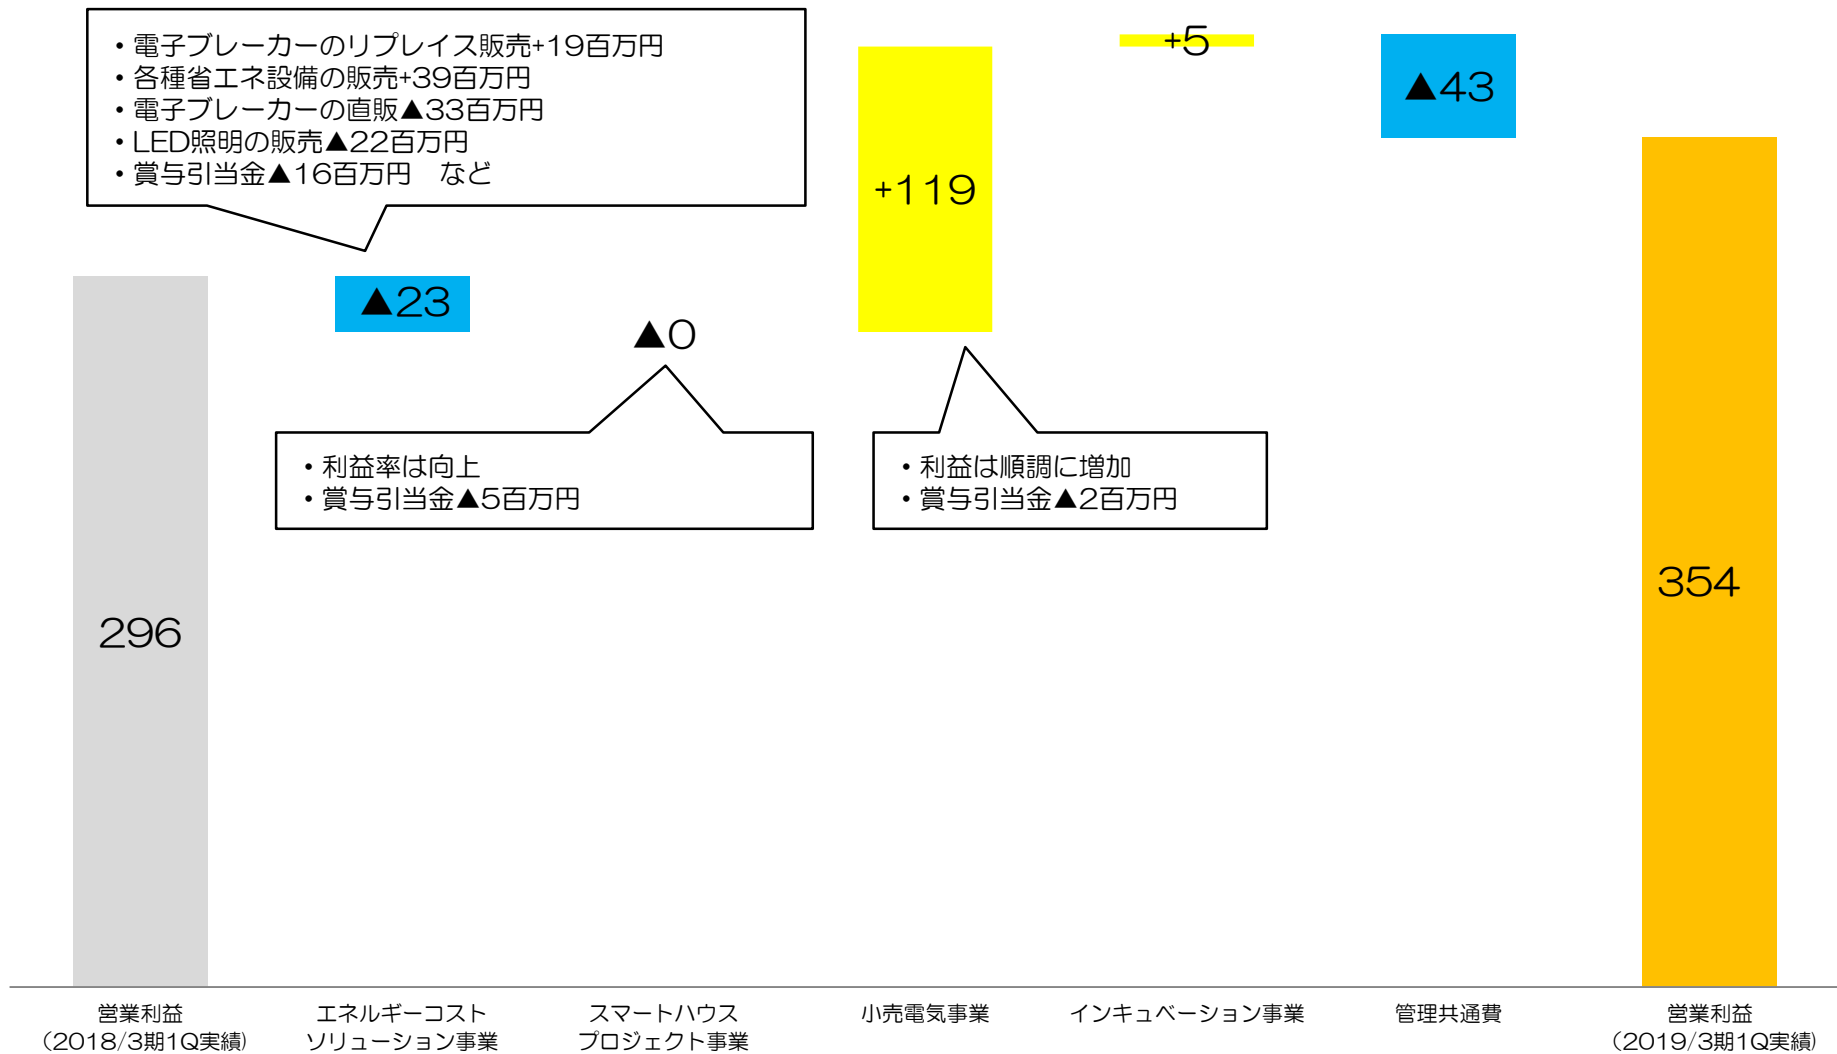 ・電子ブレーカーのリプレイス販売+19百万円
・各種省エネ設備の販売+39百万円
・電子ブレーカーの直販▲33百万円
・LED照明の販売▲22百万円
・賞与引当金▲16百万円　など
+5
▲43
+119
▲23
▲0
・利益率は向上
・賞与引当金▲5百万円
・利益は順調に増加
・賞与引当金▲2百万円
296
354
営業利益
（2018/3期1Q実績）
エネルギーコスト
ソリューション事業
スマートハウス
プロジェクト事業
小売電気事業
インキュベーション事業
管理共通費
営業利益
（2019/3期1Q実績）